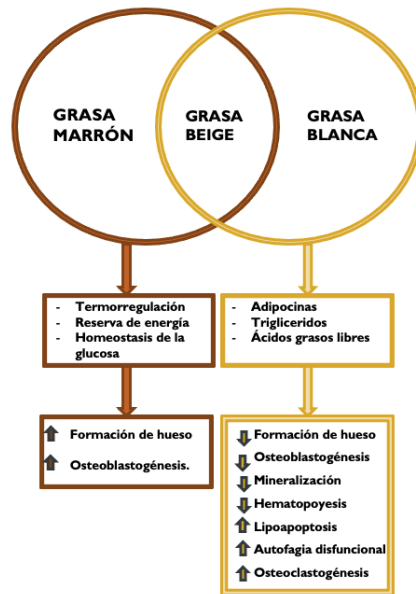 GRASA
MARRÓN
GRASA
BEIGE
GRASA
BLANCA
- Termorregulación
- Reserva de energía
- Homeostasis de la
glucosa
- Adipocinas
- Trigliceridos
- Ácidos grasos libres
Formación de hueso
Osteoblastogénesis.
Formación de hueso
Osteoblastogénesis
Mineralización
Hematopoyesis
Lipoapoptosis
Autofagia disfuncional
Osteoclastogénesis